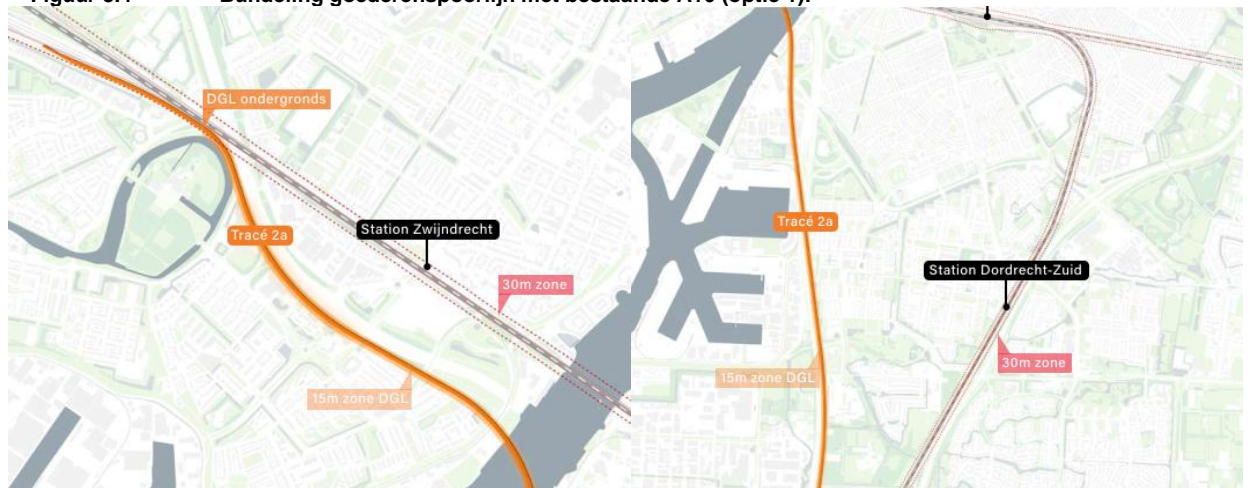 Bundeling goederenspoorlijn met bestaande A16 (optie 1).
DGL ondergronds
Tracé 2a
Station Zwijndrecht
30m zone
15m zone DGL
Tracé 2a
Station Dordrecht-Zuid
30m zone
15m zone DGL